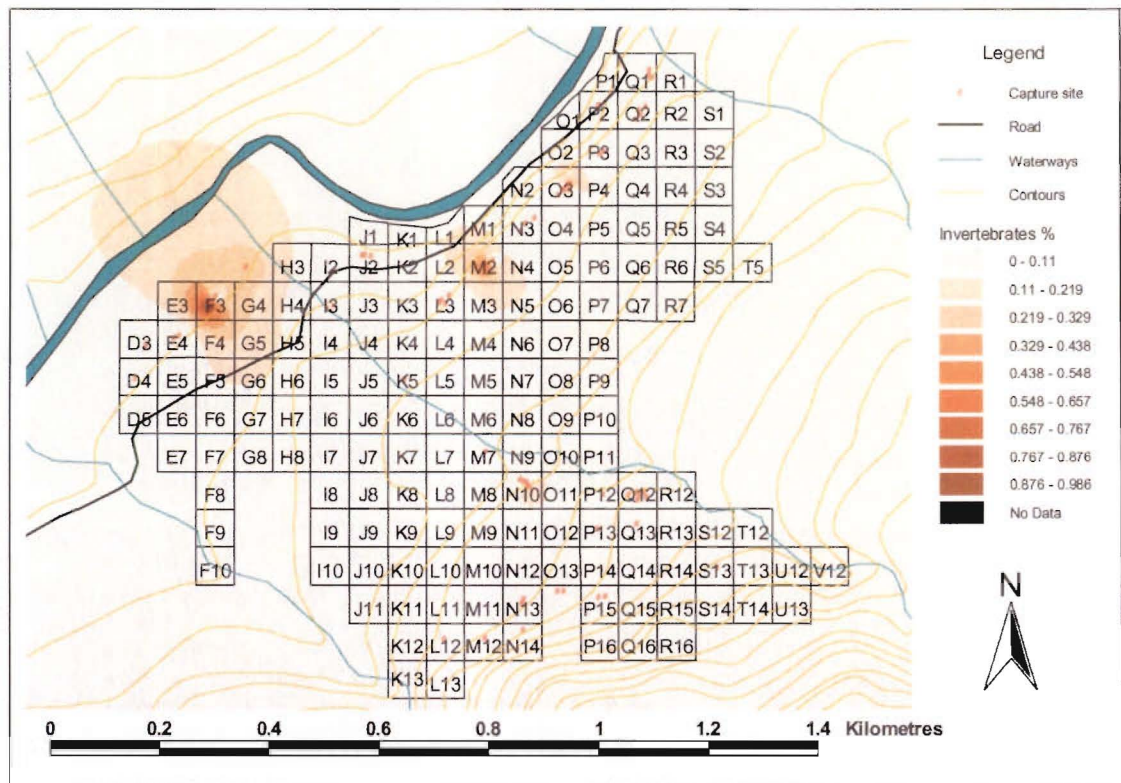 P1 Q1 R1
Q1 P2 Q2 R2 S1
O2 P3 Q3 R3 S2
N2 O3 P4 Q4 R4 S3
J1 K1 L1 M1 N3 O4 P5 Q5 R5 S4
H3 I2 J2 K2 L2 M2 N4 O5 P6 Q6 R6 S5 T5
E3 F3 G4 H4 I3 J3 K3 L3 M3 N5 O6 P7 Q7 R7
D3 E4 F4 G5 H5 I4 J4 K4 L4 M4 N6 O7 P8
D4 E5 F5 G6 H6 I5 J5 K5 L5 M5 N7 O8 P9
D5 E6 F6 G7 H7 I6 J6 K6 L6 M6 N8 O9 P10
E7 F7 G8 H8 I7 J7 K7 L7 M7 N9 O10 P11
F8 I8 J8 K8 L8 M8 N10 O11 P12 Q12 R12
F9 I9 J9 K9 L9 M9 N11 O12 P13 Q13 R13 S12 T12
F10 I10 J10 K10 L10 M10 N12 O13 P14 Q14 R14 S13 T13 U12 V12
J11 K11 L11 M11 N13 P15 Q15 R15 S14 T14 U13
K12 L12 M12 N14 P16 Q16 R16
K13 L13
0 0.2 0.4 0.6 0.8 1 1.2 1.4 Kilometres
Legend
Capture site
Road
Waterways
Contours
Invertebrates %
0 - 0.11
0.11 - 0.219
0.219 - 0.329
0.329 - 0.438
0.438 - 0.548
0.548 - 0.657
0.657 - 0.767
0.767 - 0.876
0.876 - 0.986
No Data
N